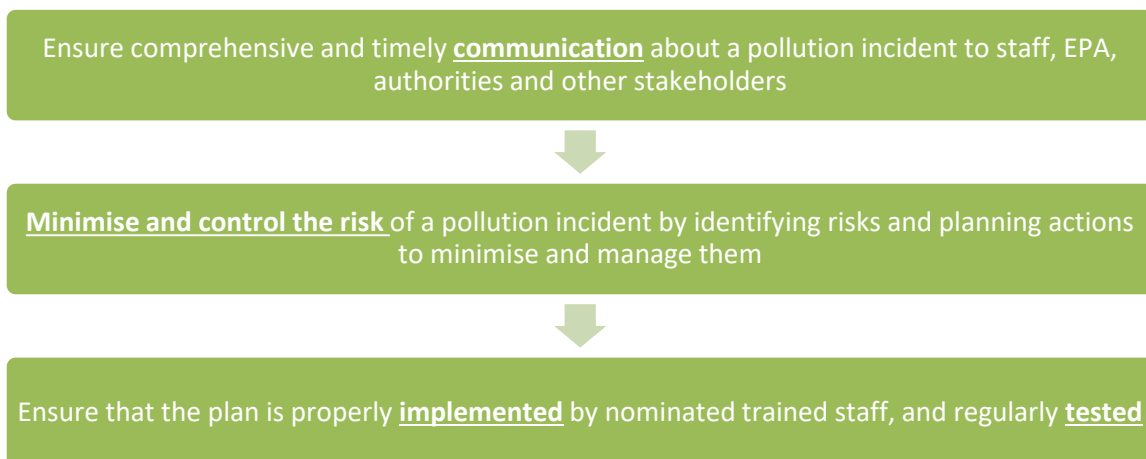 Ensure comprehensive and timely communication about a pollution incident to staff, EPA,
authorities and other stakeholders
Minimise and control the risk of a pollution incident by identifying risks and planning actions
to minimise and manage them
Ensure that the plan is properly implemented by nominated trained staff, and regularly tested